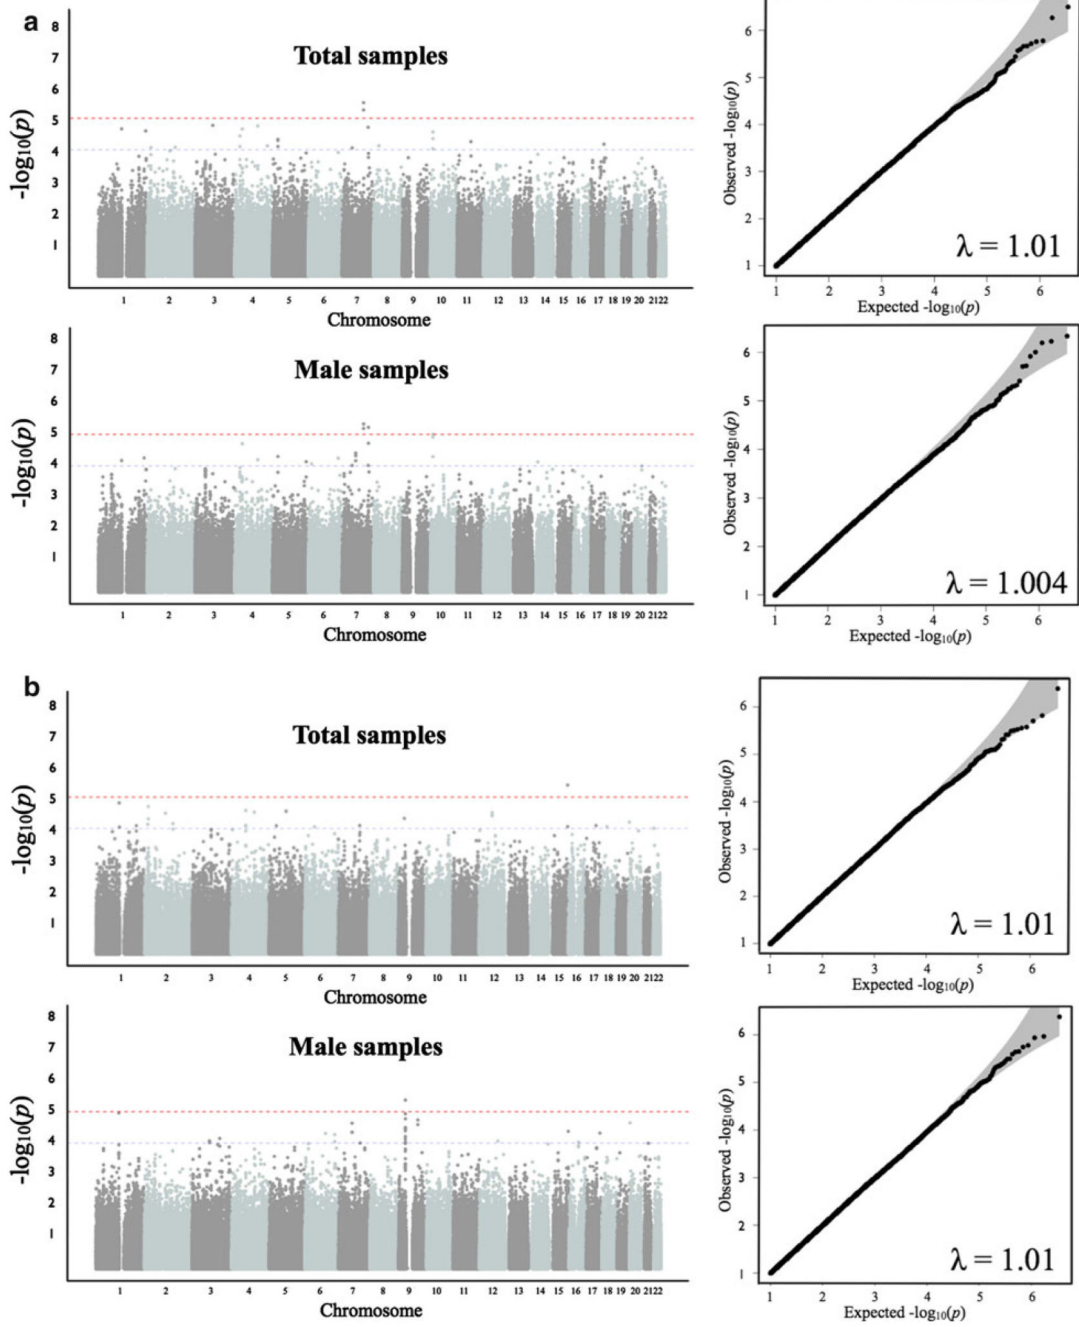 a
Total samples
-log10(p)
8
7
6
5
4
3
2
1
1 2 3 4 5 6 7 8 9 10 11 12 13 14 15 16 17 18 19 20 2122
Chromosome
Observed -log10(p)
6
5
4
3
2
1
λ = 1.01
1 2 3 4 5 6
Expected -log10(p)
Male samples
-log10(p)
8
7
6
5
4
3
2
1
1 2 3 4 5 6 7 8 9 10 11 12 13 14 15 16 17 18 19 20 2122
Chromosome
Observed -log10(p)
6
5
4
3
2
1
λ = 1.004
1 2 3 4 5 6
Expected -log10(p)
b
Total samples
-log10(p)
8
7
6
5
4
3
2
1
1 2 3 4 5 6 7 8 9 10 11 12 13 14 15 16 17 18 19 20 2122
Chromosome
Observed -log10(p)
6
5
4
3
2
1
λ = 1.01
1 2 3 4 5 6
Expected -log10(p)
Male samples
-log10(p)
8
7
6
5
4
3
2
1
1 2 3 4 5 6 7 8 9 10 11 12 13 14 15 16 17 18 19 20 2122
Chromosome
Observed -log10(p)
6
5
4
3
2
1
λ = 1.01
1 2 3 4 5 6
Expected -log10(p)